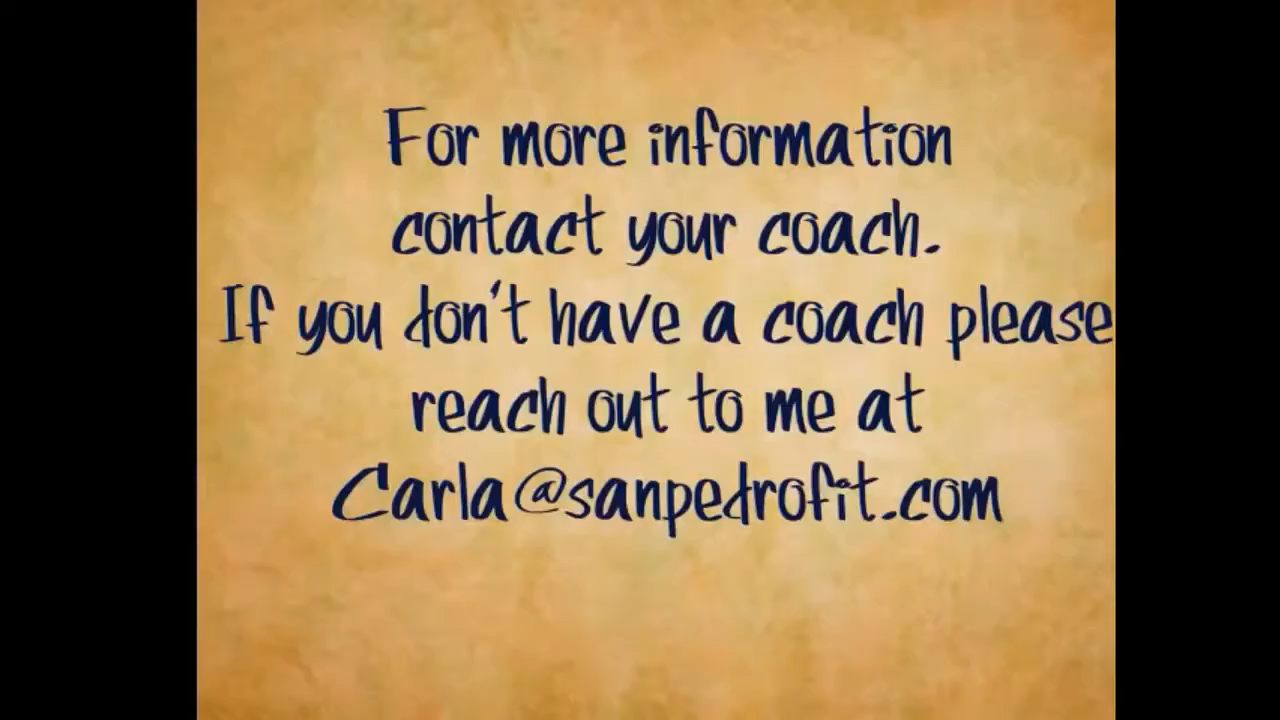 For more information
contact your coach.
If you don't have a coach please
reach out to me at
Carla@sanpedrofit.com